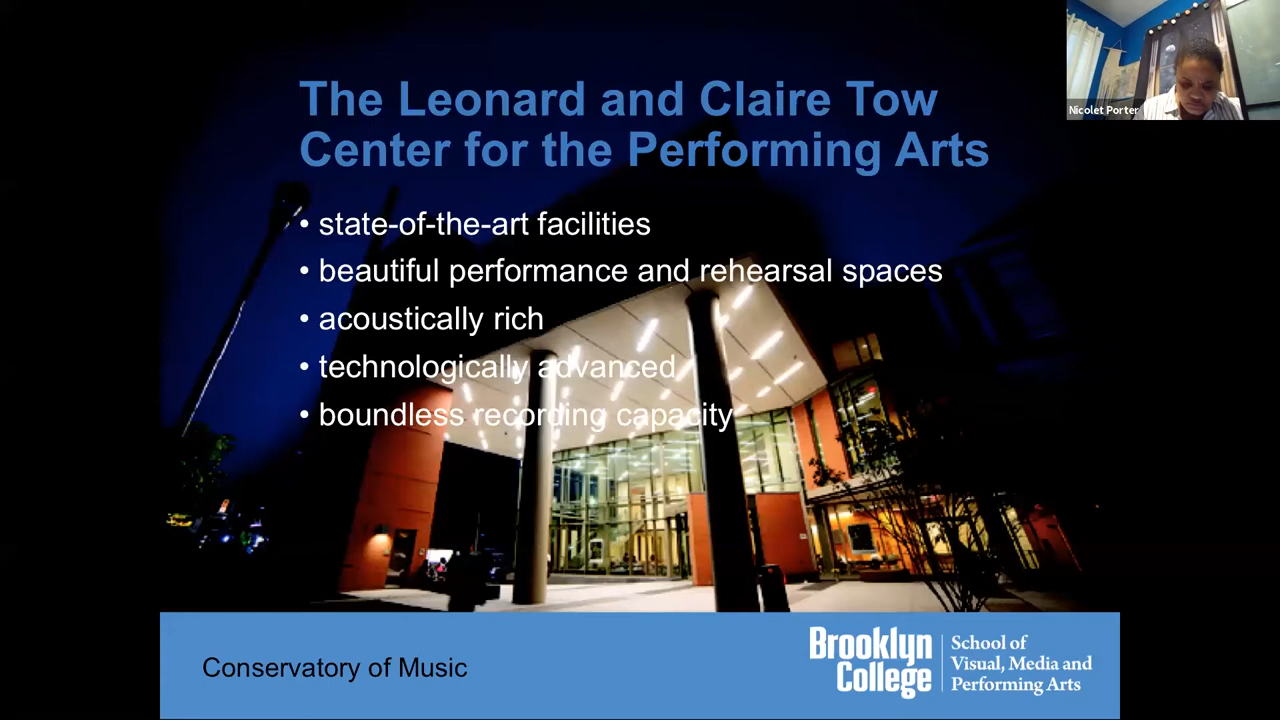 The Leonard and Claire Tow
Center for the Performing Arts
• state-of-the-art facilities
• beautiful performance and rehearsal spaces
• acoustically rich
• technologically advanced
• boundless recording capacity
Nicolet Porter
Conservatory of Music
Brooklyn
College
School of
Visual, Media and
Performing Arts